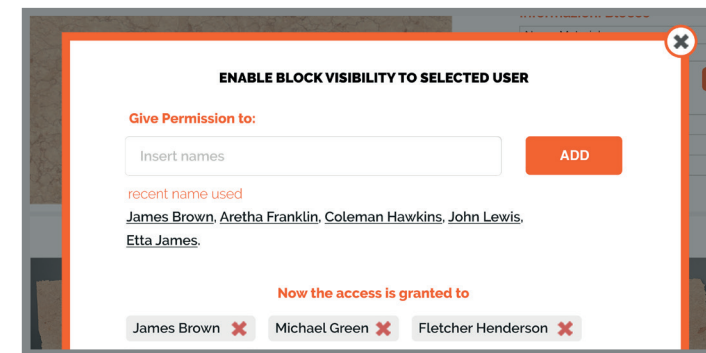 ENABLE BLOCK VISIBILITY TO SELECTED USER
Give Permission to:
Insert names
ADD
recent name used
James Brown, Aretha Franklin, Coleman Hawkins, John Lewis,
Etta James.
Now the access is granted to
James Brown
Michael Green
Fletcher Henderson